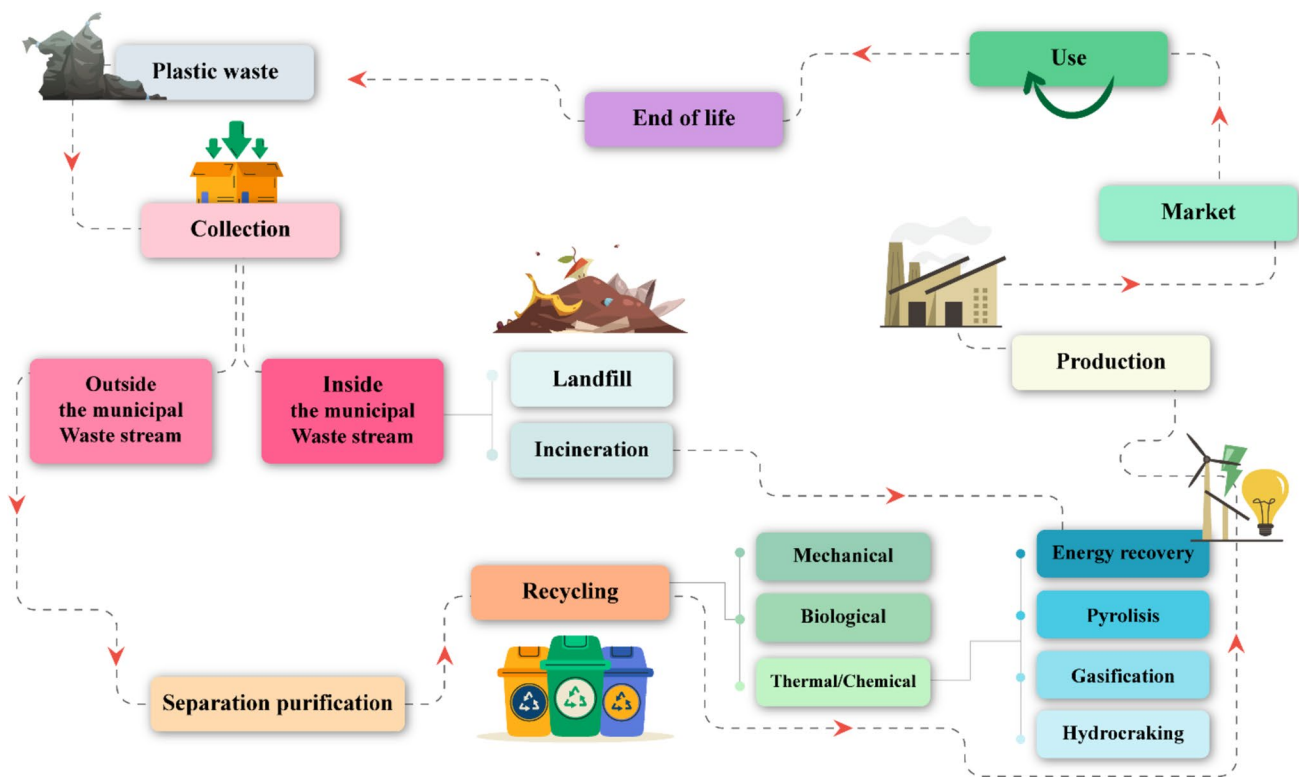 Plastic waste
Use
End of life
Collection
Market
Production
Outside
the municipal
Waste stream
Inside
the municipal
Waste stream
Landfill
Incineration
Separation purification
Recycling
Mechanical
Biological
Thermal/Chemical
Energy recovery
Pyrolisis
Gasification
Hydrocraking